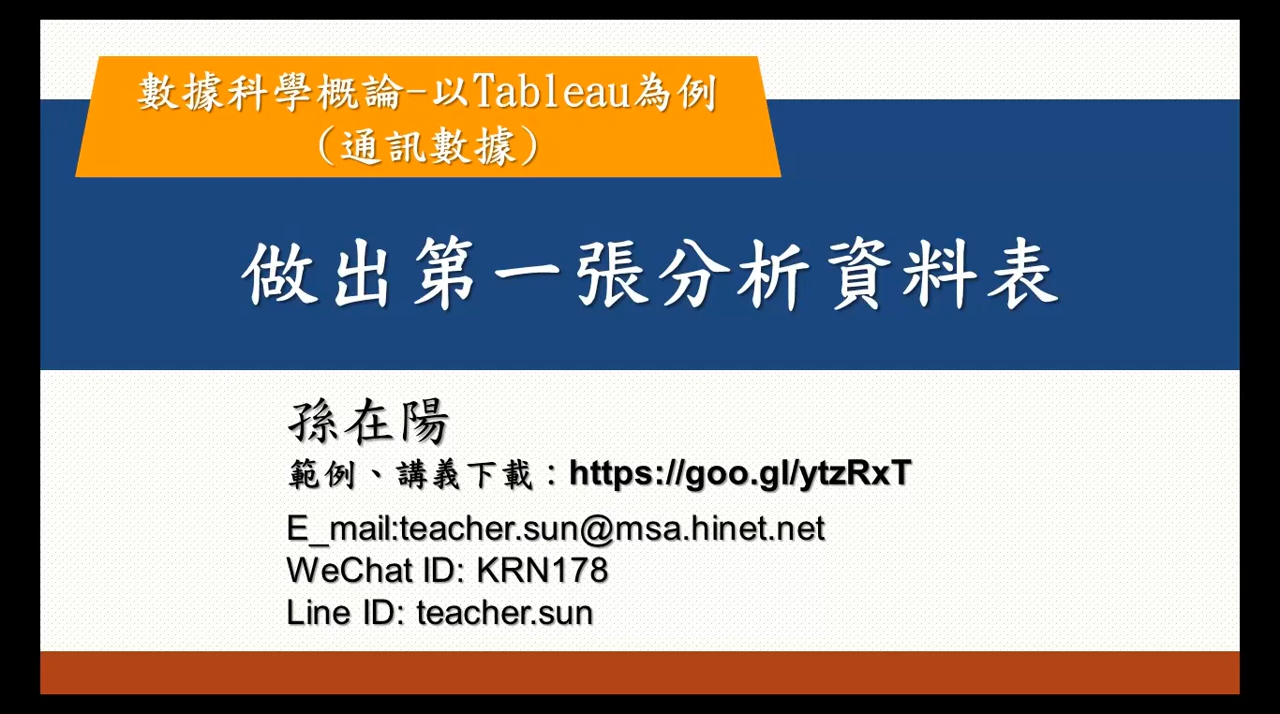 數據科學概論-以Tableau為例
(通訊數據)
做出第一張分析資料表
孫在陽
範例、講義下載：https://goo.gl/ytzRxT
E_mail:teacher.sun@msa.hinet.net
WeChat ID: KRN178
Line ID: teacher.sun